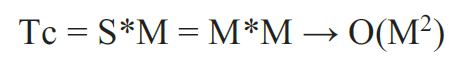 Tc = S*M = M*M → O(M²)